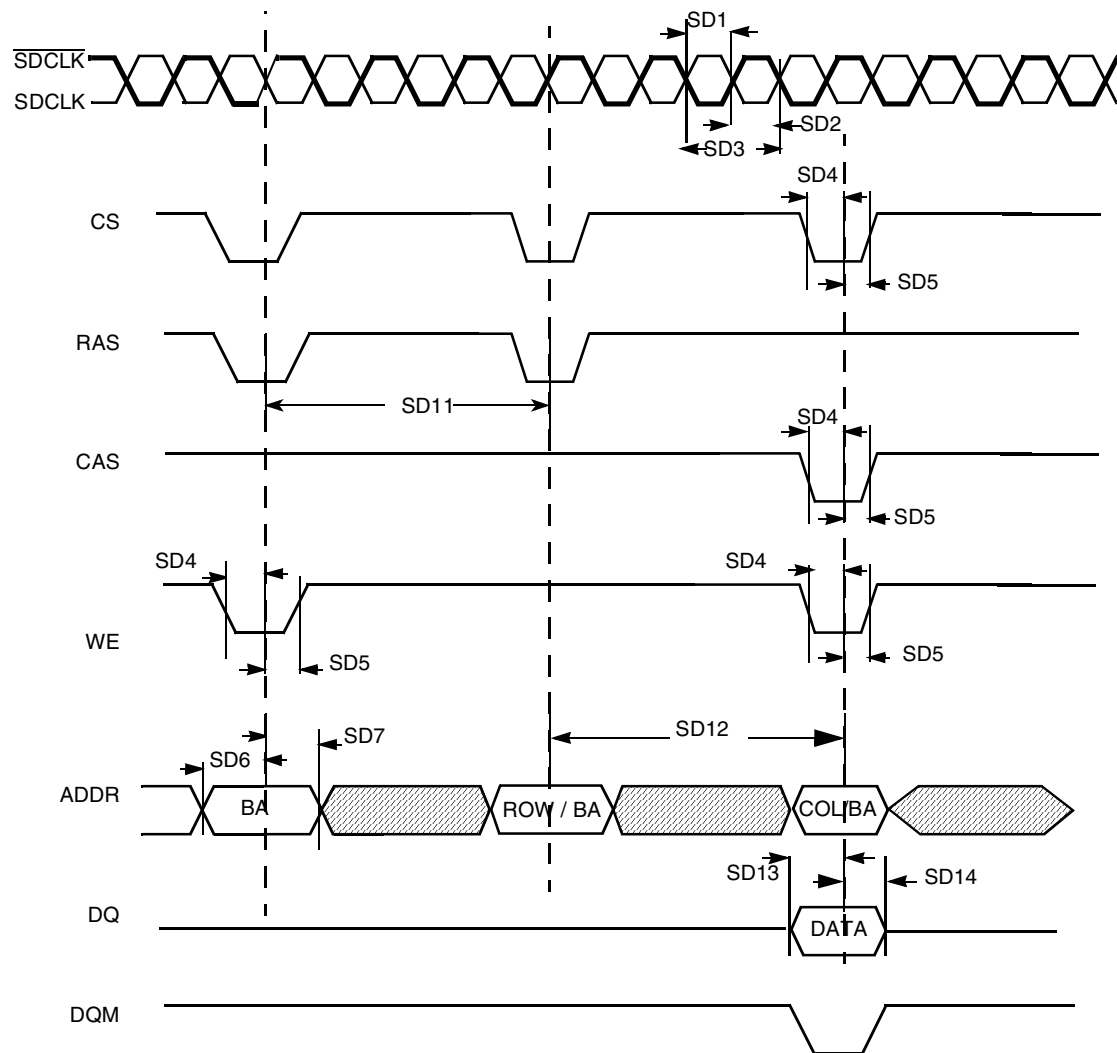 SD1
SDCLK
SDCLK
SD2
SD3
SD4
CS
SD5
RAS
SD11
SD4
CAS
SD5
SD4
SD4
WE
SD5
SD5
SD12
SD7
SD6
ADDR
BA
ROW / BA
COL/BA
SD13
SD14
DQ
DATA
DQM